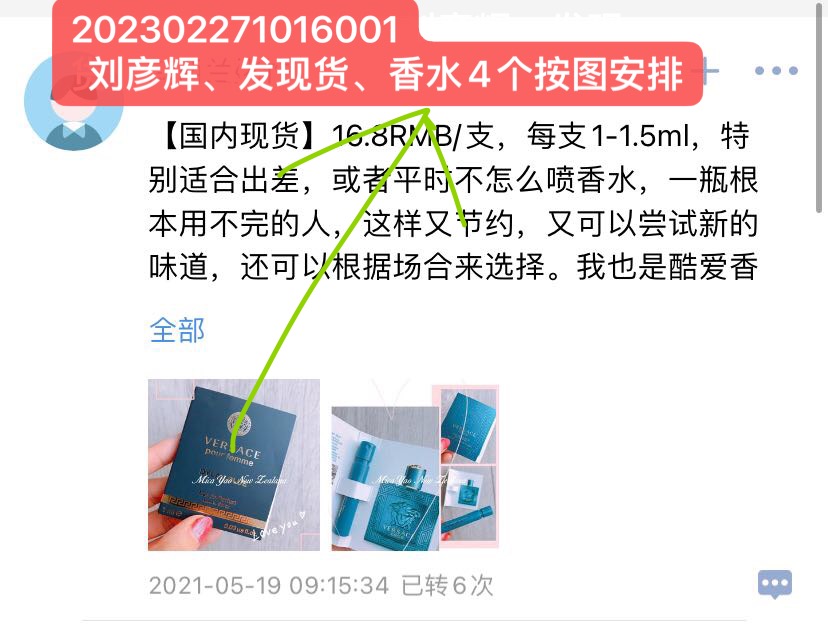 202302271016001
刘彦辉、发现货、香水4个按图安排
【国内现货】16.8RMB/支，每支1-1.5ml，特
别适合出差，或者平时不怎么喷香水，一瓶根
本用不完的人，这样又节约，又可以尝试新的
味道，还可以根据场合来选择。我也是酷爱香
全部
VERSACE
pour femme
Mica Yao New Zealand
Love you
Mica Yao New Zealand
VERSACE
2021-05-19 09:15:34 已转6次